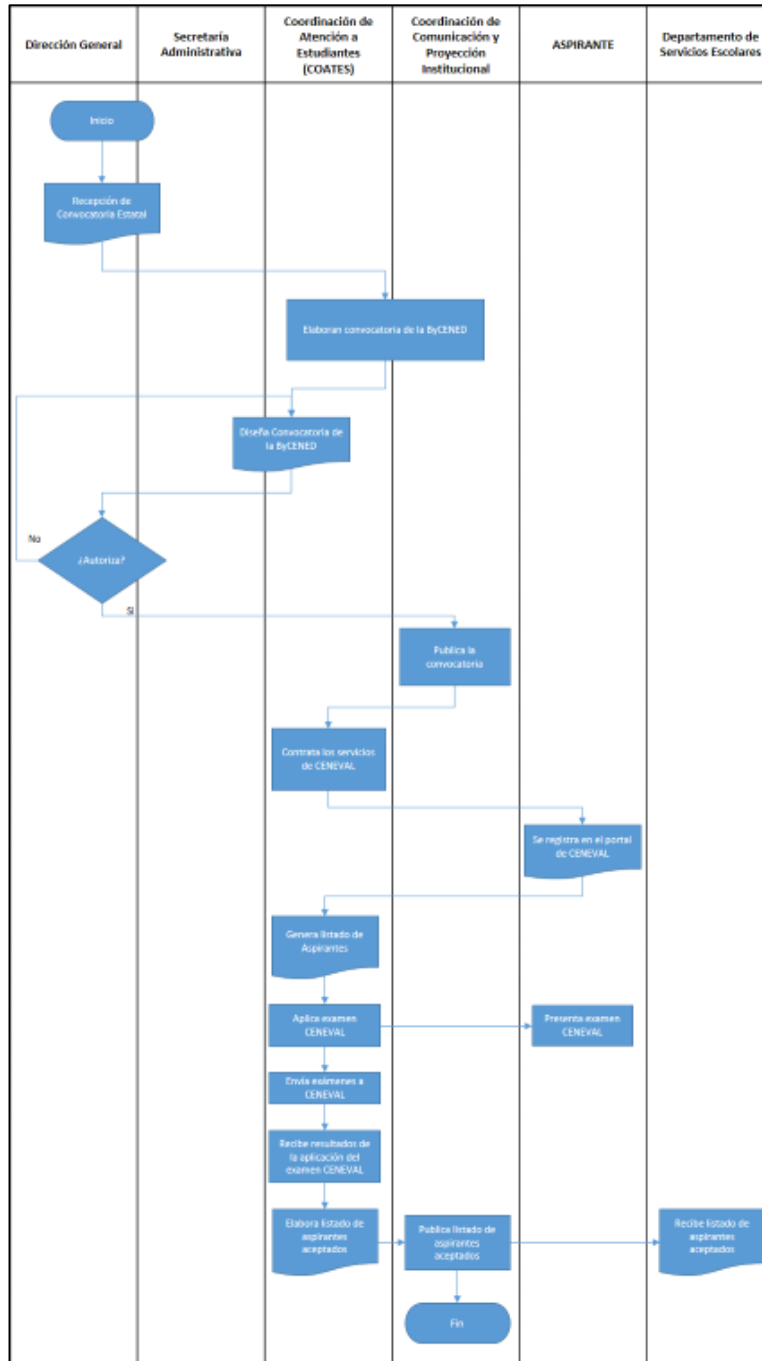 Dirección General
Secretaría
Administrativa
Coordinación de
Atención a
Estudiantes
(COATES)
Coordinación de
Comunicación y
Proyección
Institucional
ASPIRANTE
Departamento de
Servicios Escolares
Inicio
Recepción de
Convocatoria Estatal
Elaboran convocatoria de la ByCENED
Diseña Convocatoria de
la ByCENED
No
¿Autoriza?
Si
Publica la
convocatoria
Contrata los servicios
de CENEVAL
Se registra en el portal
de CENEVAL
Genera listado de
Aspirantes
Aplica examen
CENEVAL
Presenta examen
CENEVAL
Envía exámenes a
CENEVAL
Recibe resultados de
la aplicación del
examen CENEVAL
Elabora listado de
aspirantes
aceptados
Publica listado de
aspirantes
aceptados
Recibe listado de
aspirantes
aceptados
Fin